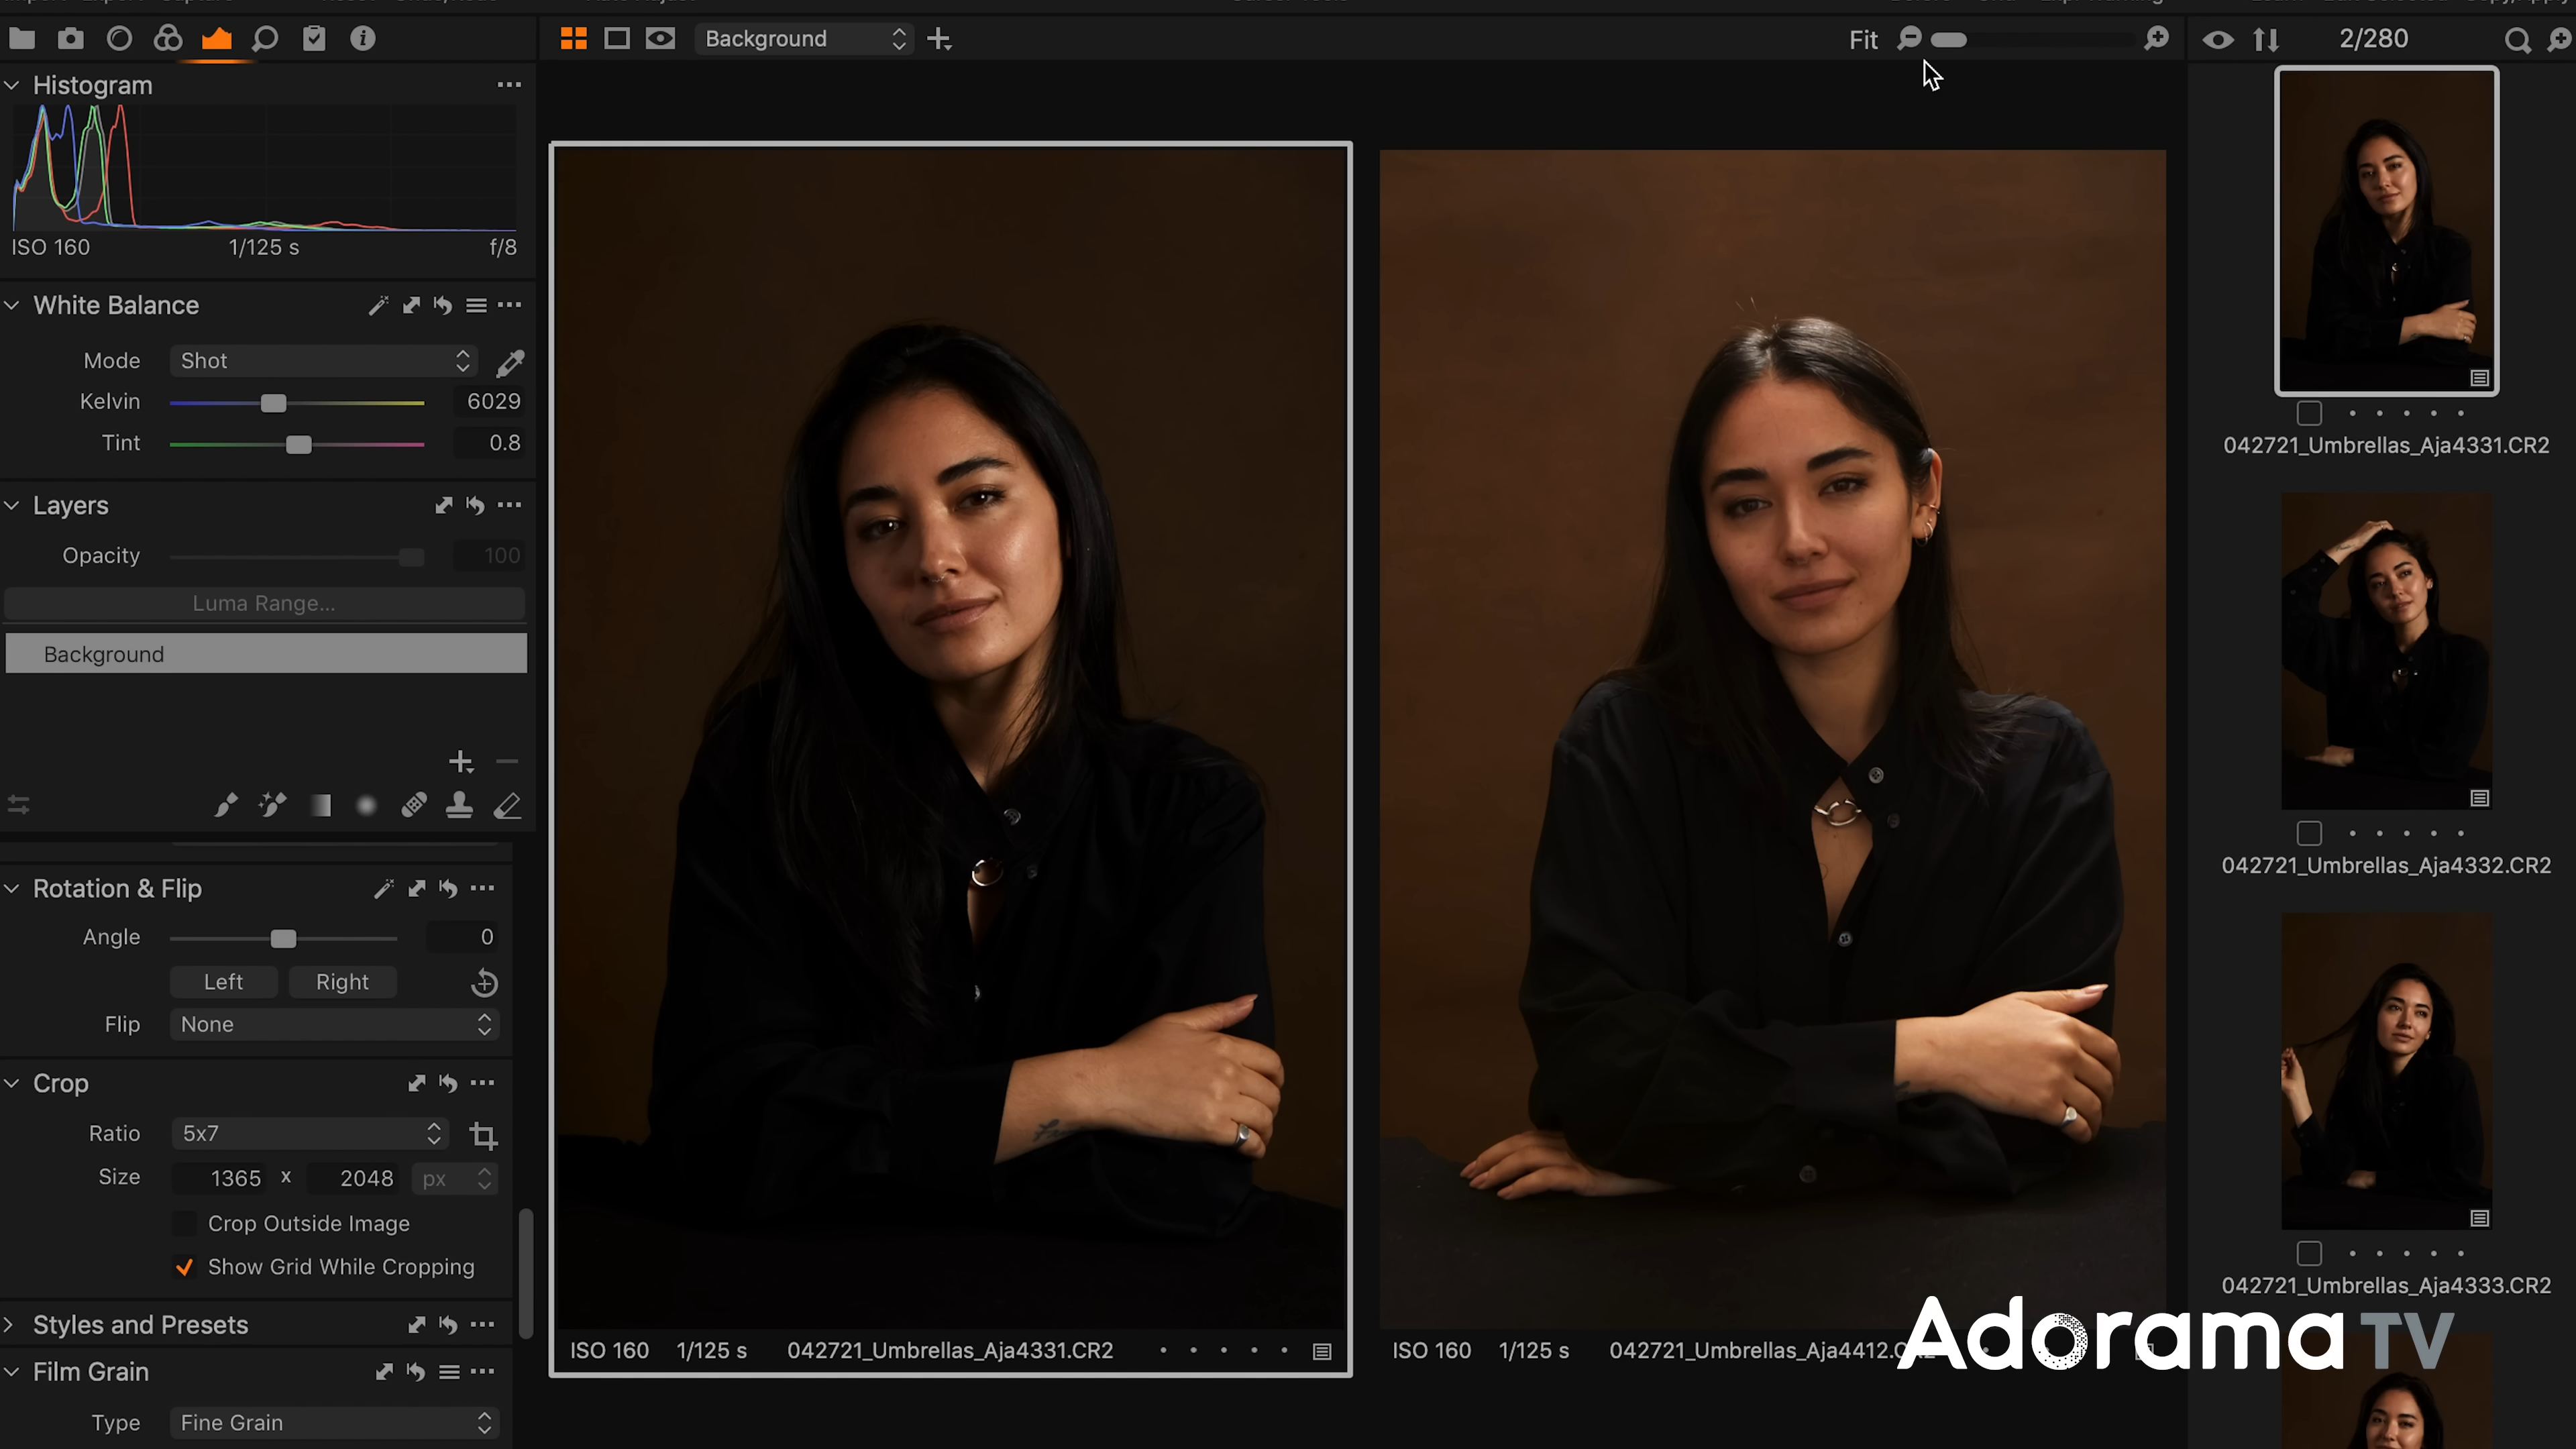 Background
Fit
2/280
Histogram
ISO 160
1/125 s
f/8
White Balance
Mode
Shot
Kelvin
6029
Tint
0.8
Layers
Opacity
100
Luma Range...
Background
Rotation & Flip
Angle
0
Left
Right
Flip
None
Crop
Ratio
5x7
Size
1365 x 2048 px
Crop Outside Image
Show Grid While Cropping
Styles and Presets
Film Grain
Type
Fine Grain
ISO 160 1/125 s 042721_Umbrellas_Aja4331.CR2
ISO 160 1/125 s 042721_Umbrellas_Aja4412.CR2
042721_Umbrellas_Aja4331.CR2
042721_Umbrellas_Aja4332.CR2
042721_Umbrellas_Aja4333.CR2
Adorama TV